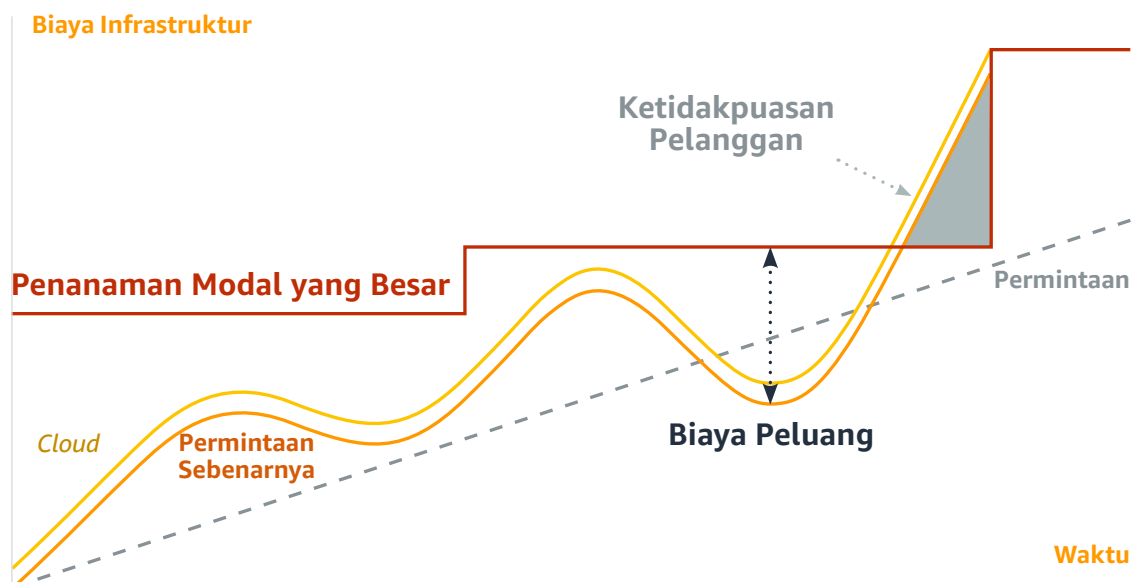 Biaya Infrastruktur
Ketidakpuasan
Pelanggan
Penanaman Modal yang Besar
Permintaan
Cloud
Permintaan
Sebenarnya
Biaya Peluang
Waktu